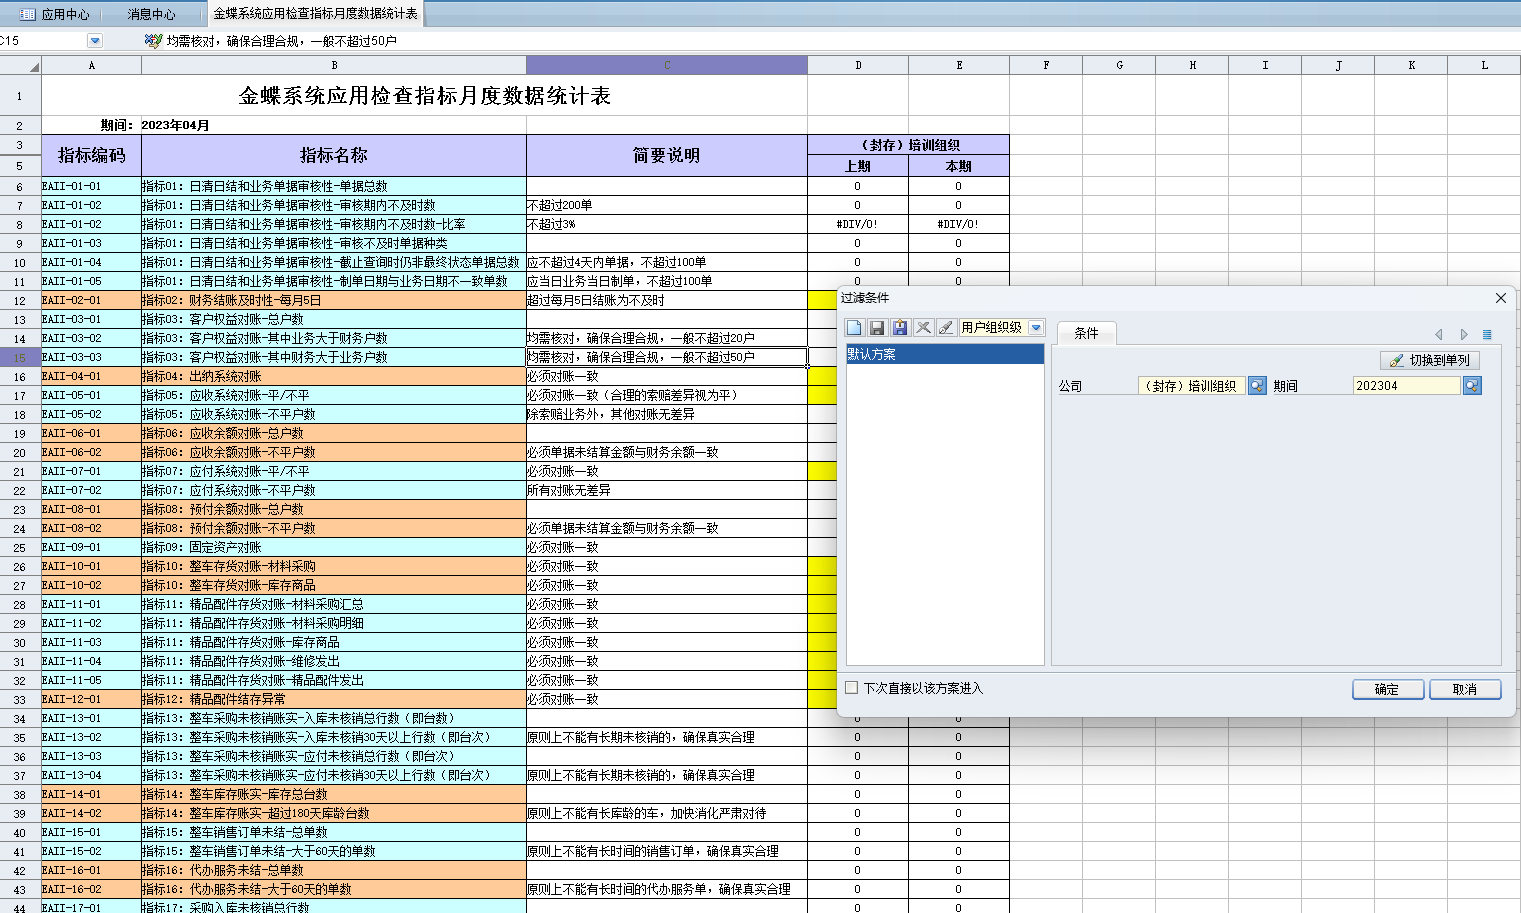 应用中心 消息中心 金蝶系统应用检查指标月度数据统计表
C15 均需核对，确保合理合规，一般不超过50户
A B C D E F G H I J K L
1 金蝶系统应用检查指标月度数据统计表
2 期间：2023年04月
3 指标编码 指标名称 简要说明 （封存）培训组织
5 上期 本期
6 EAII-01-01 指标01：日清日结和业务单据审核性-单据总数 0 0
7 EAII-01-02 指标01：日清日结和业务单据审核性-审核期内不及时数 不超过200单 0 0
8 EAII-01-02 指标01：日清日结和业务单据审核性-审核期内不及时数-比率 不超过3% #DIV/0! #DIV/0!
9 EAII-01-03 指标01：日清日结和业务单据审核性-审核不及时单据种类 0 0
10 EAII-01-04 指标01：日清日结和业务单据审核性-截止查询时仍非最终状态单据总数 应不超过4天内单据，不超过100单 0 0
11 EAII-01-05 指标01：日清日结和业务单据审核性-制单日期与业务日期不一致单数 应当日业务当日制单，不超过100单 0 0
12 EAII-02-01 指标02：财务结账及时性-每月5日 超过每月5日结账为不及时
13 EAII-03-01 指标03：客户权益对账-总户数
14 EAII-03-02 指标03：客户权益对账-其中业务大于财务户数 均需核对，确保合理合规，一般不超过20户
15 EAII-03-03 指标03：客户权益对账-其中财务大于业务户数 均需核对，确保合理合规，一般不超过50户
16 EAII-04-01 指标04：出纳系统对账 必须对账一致
17 EAII-05-01 指标05：应收系统对账-平/不平 必须对账一致（合理的索赔差异视为平）
18 EAII-05-02 指标05：应收系统对账-不平户数 除索赔业务外，其他对账无差异
19 EAII-06-01 指标06：应收余额对账-总户数
20 EAII-06-02 指标06：应收余额对账-不平户数 必须单据未结算金额与财务余额一致
21 EAII-07-01 指标07：应付系统对账-平/不平 必须对账一致
22 EAII-07-02 指标07：应付系统对账-不平户数 所有对账无差异
23 EAII-08-01 指标08：预付余额对账-总户数
24 EAII-08-02 指标08：预付余额对账-不平户数 必须单据未结算金额与财务余额一致
25 EAII-09-01 指标09：固定资产对账 必须对账一致
26 EAII-10-01 指标10：整车存货对账-材料采购 必须对账一致
27 EAII-10-02 指标10：整车存货对账-库存商品 必须对账一致
28 EAII-11-01 指标11：精品配件存货对账-材料采购汇总 必须对账一致
29 EAII-11-02 指标11：精品配件存货对账-材料采购明细 必须对账一致
30 EAII-11-03 指标11：精品配件存货对账-库存商品 必须对账一致
31 EAII-11-04 指标11：精品配件存货对账-维修发出 必须对账一致
32 EAII-11-05 指标11：精品配件存货对账-精品配件发出 必须对账一致
33 EAII-12-01 指标12：精品配件结存异常 必须对账一致
34 EAII-13-01 指标13：整车采购未核销账实-入库未核销总行数（即台数） 0 0
35 EAII-13-02 指标13：整车采购未核销账实-入库未核销30天以上行数（即台次） 原则上不能有长期未核销的，确保真实合理 0 0
36 EAII-13-03 指标13：整车采购未核销账实-应付未核销总行数（即台次） 0 0
37 EAII-13-04 指标13：整车采购未核销账实-应付未核销30天以上行数（即台次） 原则上不能有长期未核销的，确保真实合理 0 0
38 EAII-14-01 指标14：整车库存账实-库存总台数 0 0
39 EAII-14-02 指标14：整车库存账实-超过180天库龄台数 原则上不能有长库龄的车，加快消化严肃对待 0 0
40 EAII-15-01 指标15：整车销售订单未结-总单数 0 0
41 EAII-15-02 指标15：整车销售订单未结-大于60天的单数 原则上不能有长时间的销售订单，确保真实合理 0 0
42 EAII-16-01 指标16：代办服务未结-总单数 0 0
43 EAII-16-02 指标16：代办服务未结-大于60天的单数 原则上不能有长时间的代办服务单，确保真实合理 0 0
44 EAII-17-01 指标17：采购入库未核销总行数 0 0
过滤条件
用户组织级 条件
默认方案
切换到单列
公司 （封存）培训组织 期间 202304
下次直接以该方案进入 确定 取消